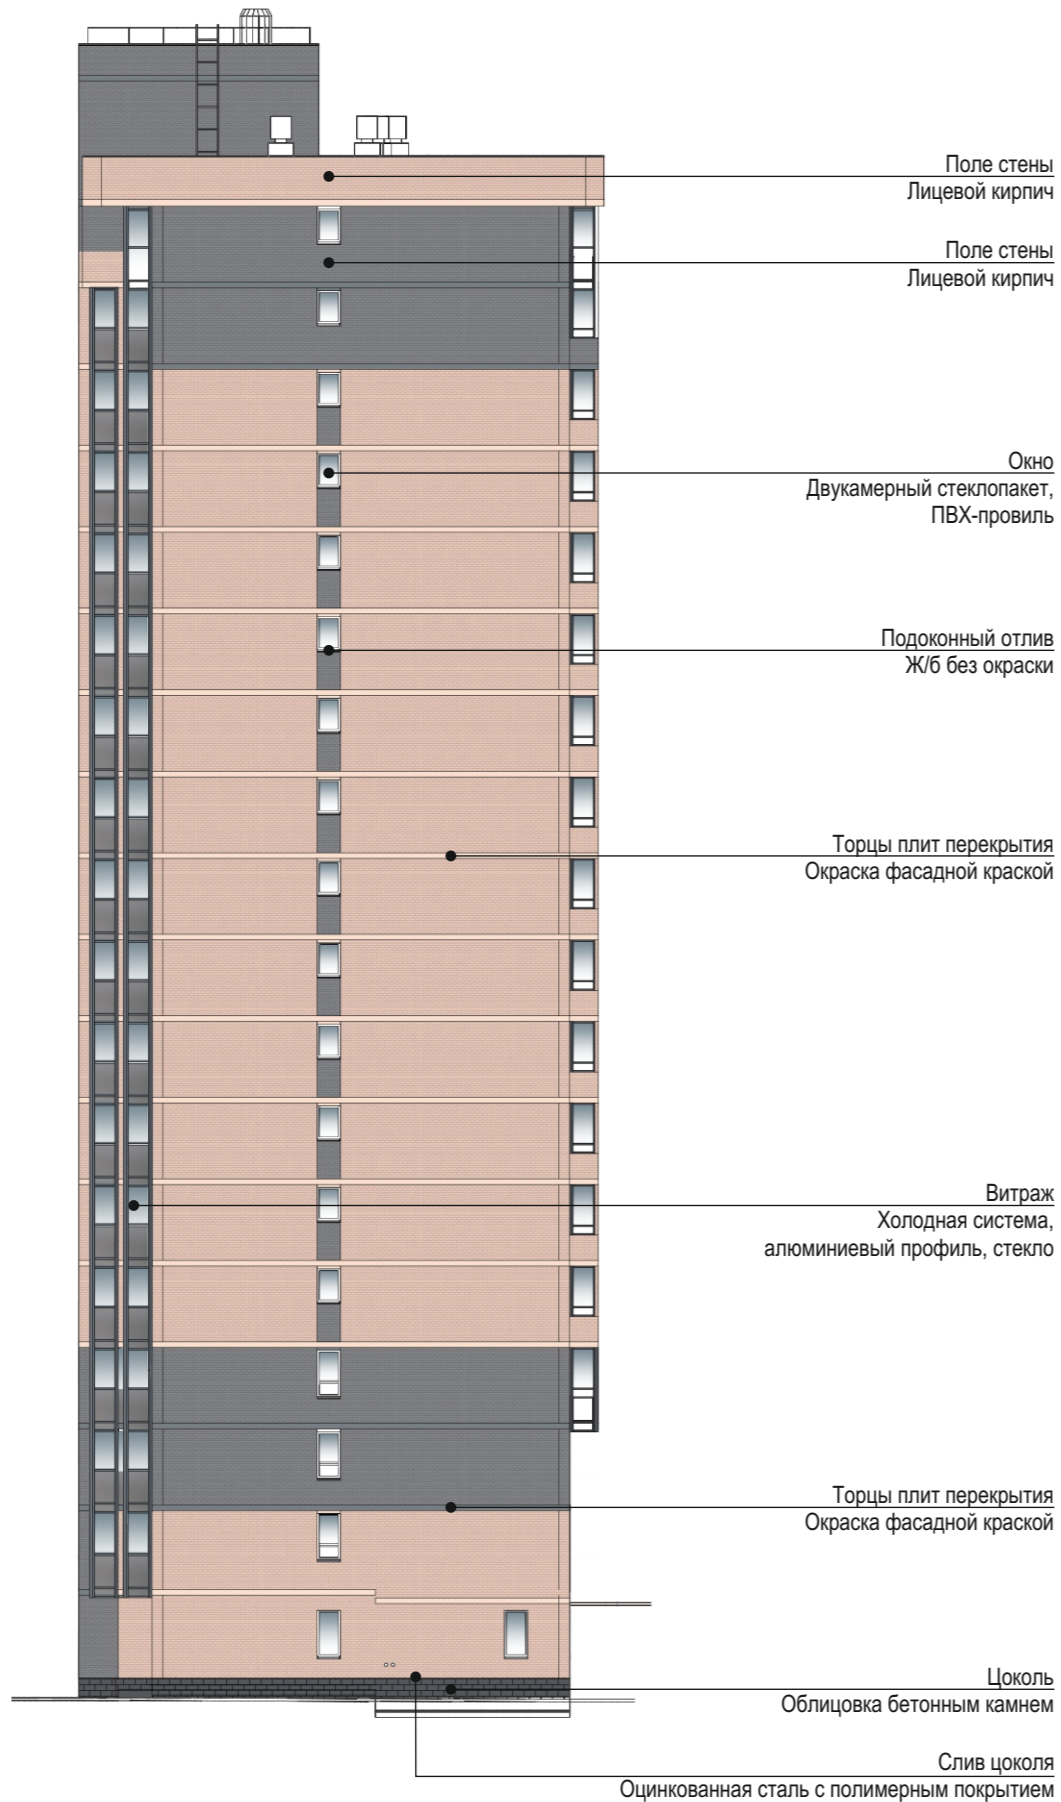 Поле стены
Лицевой кирпич
Поле стены
Лицевой кирпич
Окно
Двукамерный стеклопакет,
ПВХ-провиль
Подоконный отлив
Ж/б без окраски
Торцы плит перекрытия
Окраска фасадной краской
Витраж
Холодная система,
алюминиевый профиль, стекло
Торцы плит перекрытия
Окраска фасадной краской
Цоколь
Облицовка бетонным камнем
Слив цоколя
Оцинкованная сталь с полимерным покрытием